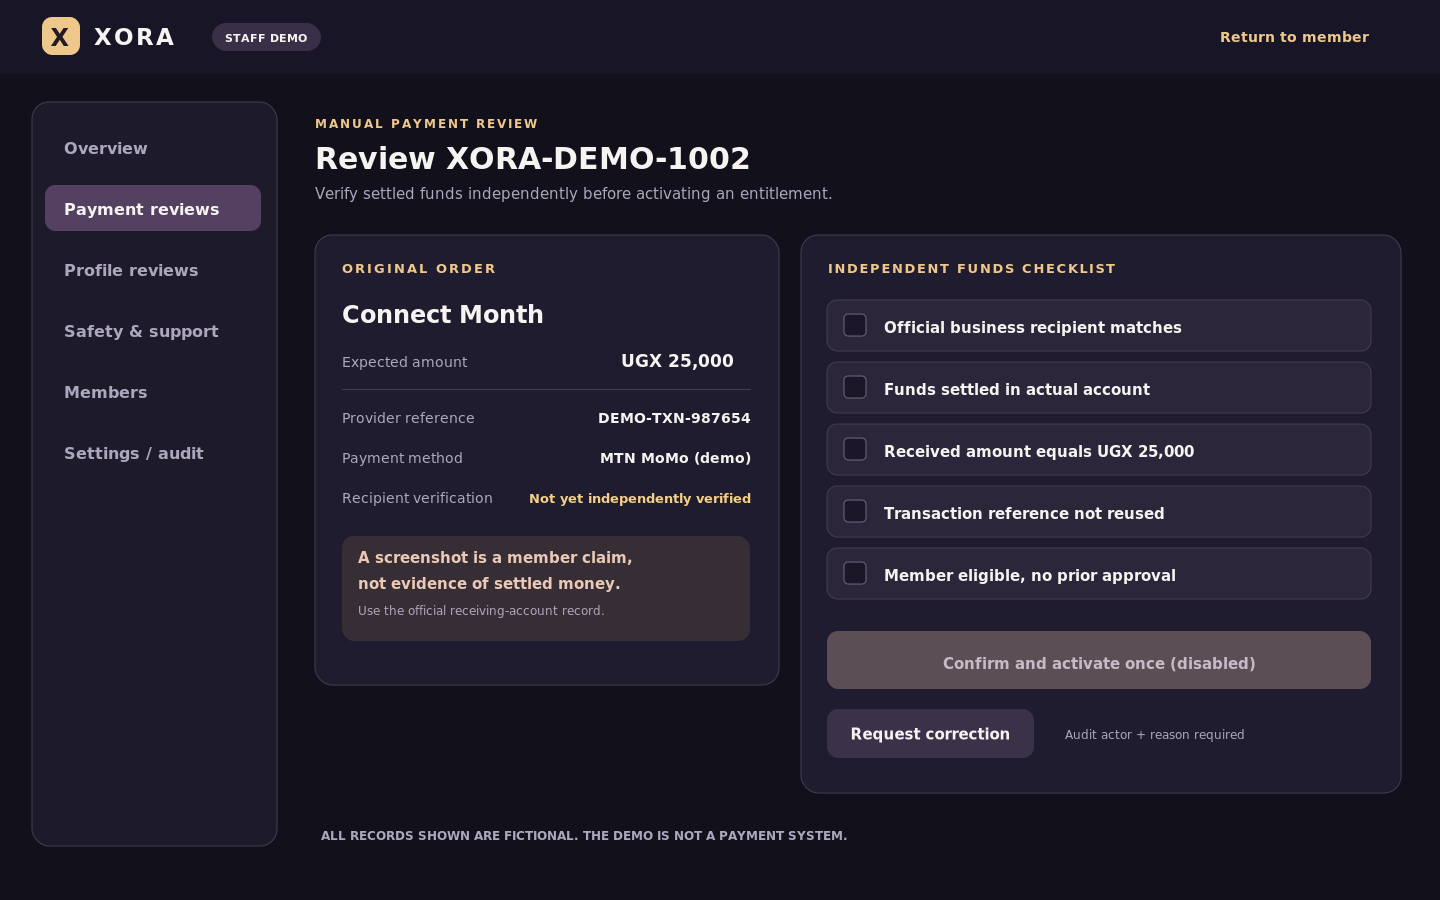 X XORA STAFF DEMO Return to member
Overview
Payment reviews
Profile reviews
Safety & support
Members
Settings / audit
MANUAL PAYMENT REVIEW
Review XORA-DEMO-1002
Verify settled funds independently before activating an entitlement.
ORIGINAL ORDER
Connect Month
Expected amount UGX 25,000
Provider reference DEMO-TXN-987654
Payment method MTN MoMo (demo)
Recipient verification Not yet independently verified
A screenshot is a member claim,
not evidence of settled money.
Use the official receiving-account record.
INDEPENDENT FUNDS CHECKLIST
Official business recipient matches
Funds settled in actual account
Received amount equals UGX 25,000
Transaction reference not reused
Member eligible, no prior approval
Confirm and activate once (disabled)
Request correction Audit actor + reason required
ALL RECORDS SHOWN ARE FICTIONAL. THE DEMO IS NOT A PAYMENT SYSTEM.